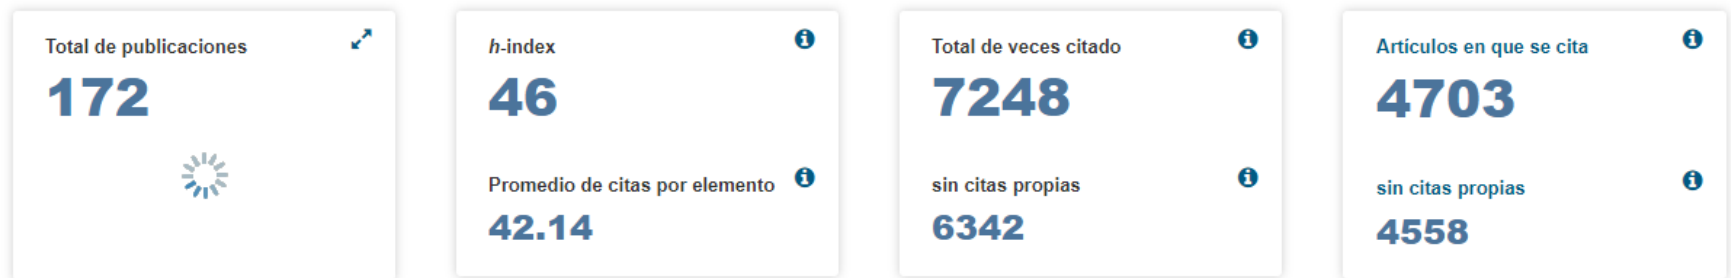 Total de publicaciones
172
h-index
46
Promedio de citas por elemento
42.14
Total de veces citado
7248
sin citas propias
6342
Artículos en que se cita
4703
sin citas propias
4558